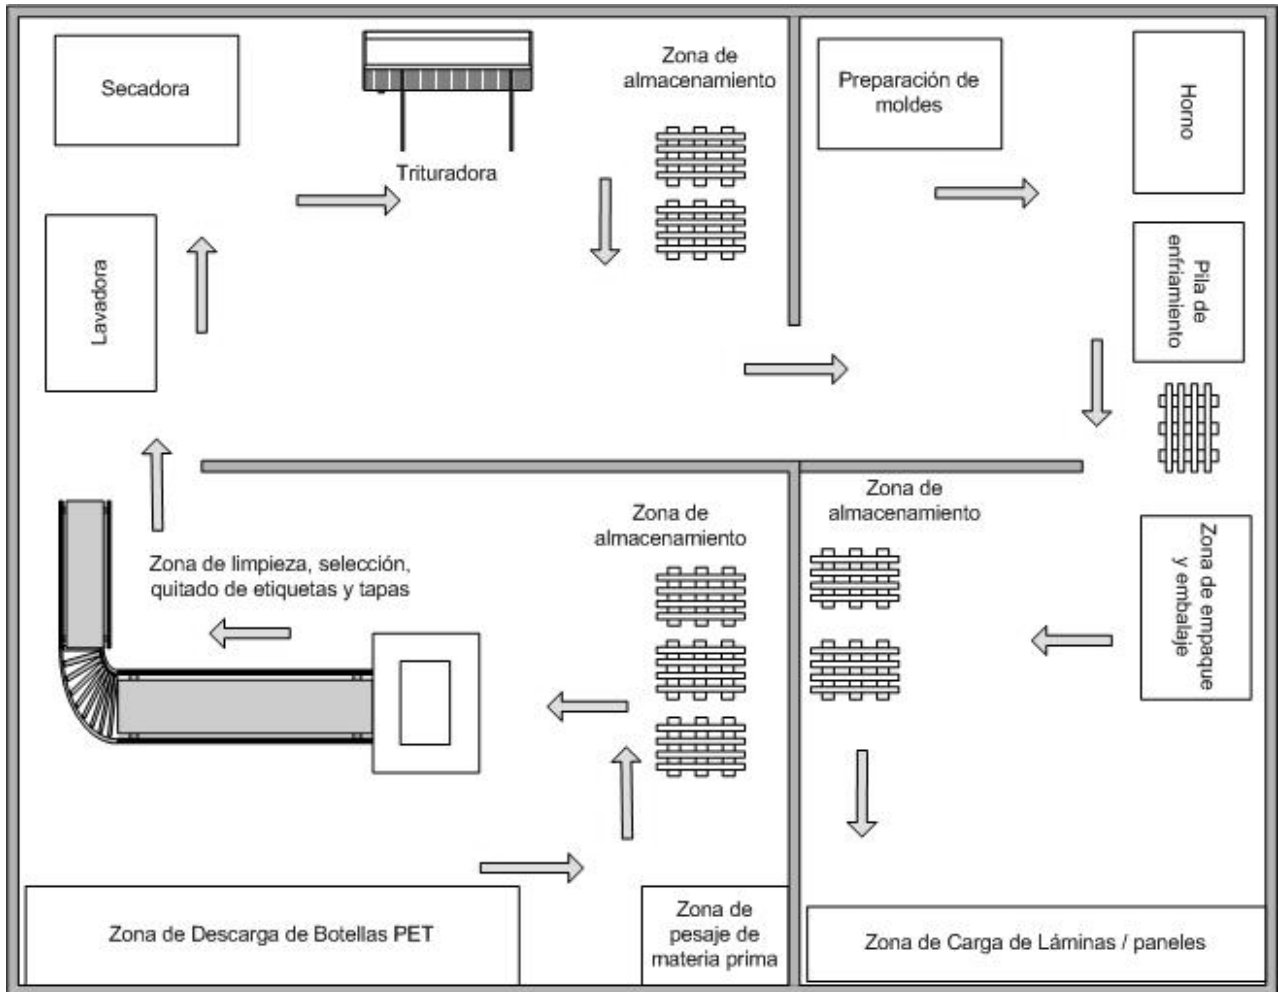 Secadora
Trituradora
Zona de
almacenamiento
Preparación de
moldes
Horno
Lavadora
Pila de
enfriamiento
Zona de
almacenamiento
Zona de
almacenamiento
Zona de limpieza, selección,
quitado de etiquetas y tapas
Zona de empaque
y embalaje
Zona de Descarga de Botellas PET
Zona de
pesaje de
materia prima
Zona de Carga de Láminas / paneles